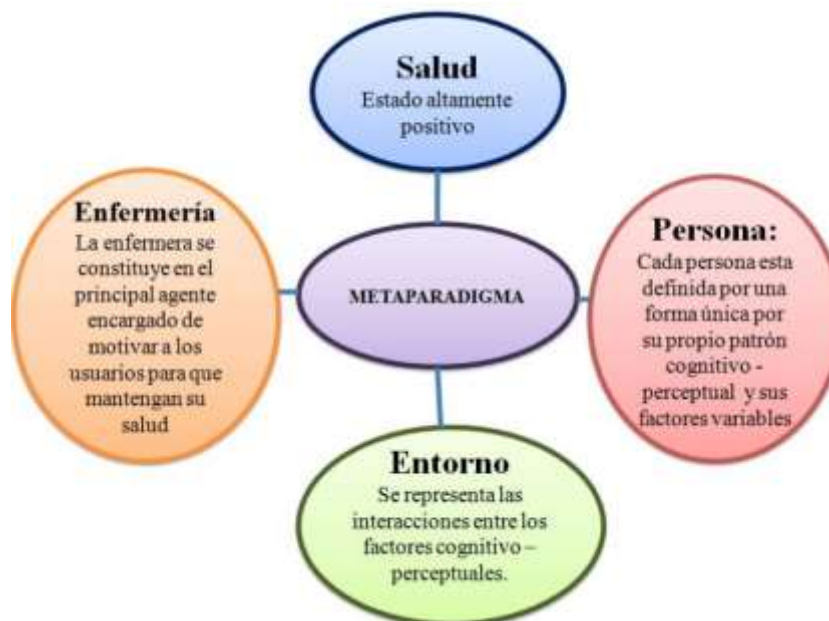 Salud
Estado altamente
positivo
Enfermería
La enfermera se
constituye en el
principal agente
encargado de
motivar a los
usuarios para que
mantengan su
salud
METAPARADIGMA
Persona:
Cada persona esta
definida por una
forma única por
su propio patrón
cognitivo -
perceptual y sus
factores variables
Entorno
Se representa las
interacciones entre los
factores cognitivo –
perceptuales.